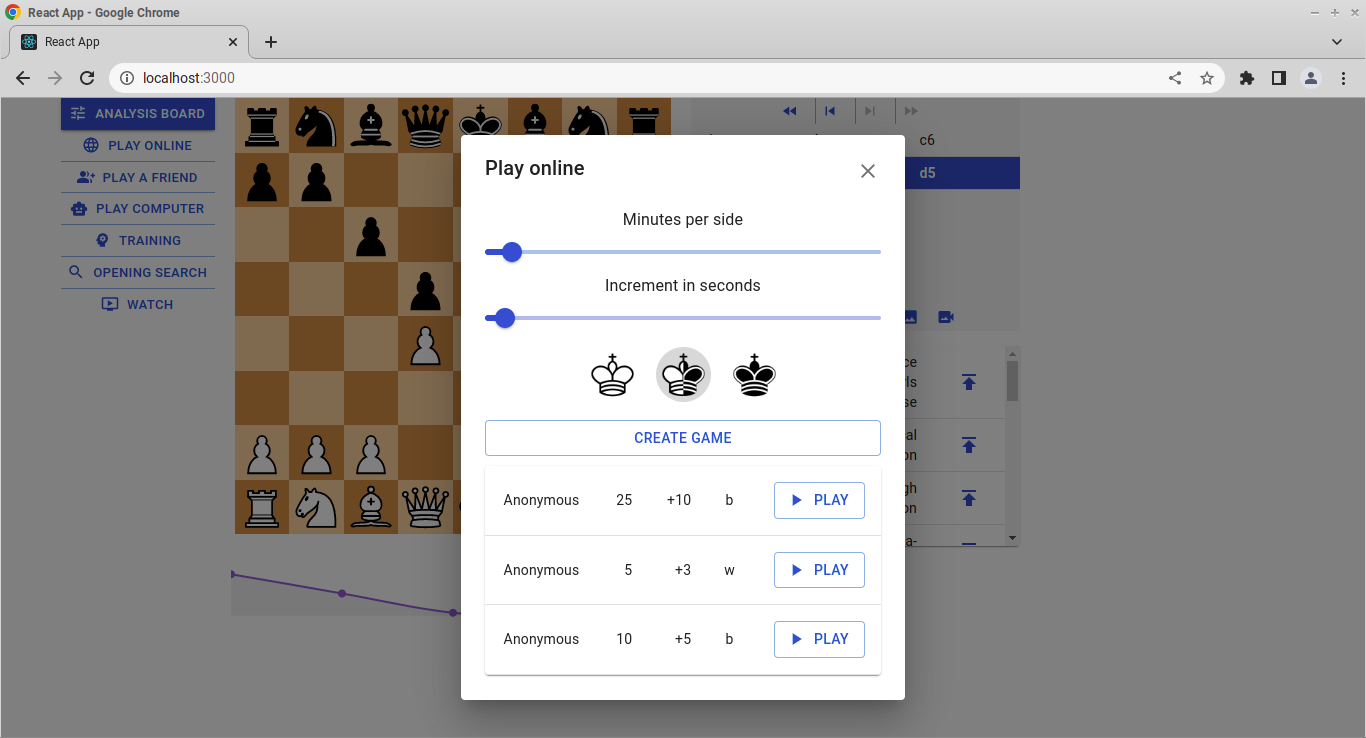 React App - Google Chrome
React App
localhost:3000
ANALYSIS BOARD
PLAY ONLINE
PLAY A FRIEND
PLAY COMPUTER
TRAINING
OPENING SEARCH
WATCH
c6
d5
Play online
Minutes per side
Increment in seconds
CREATE GAME
Anonymous 25 +10 b PLAY
Anonymous 5 +3 w PLAY
Anonymous 10 +5 b PLAY